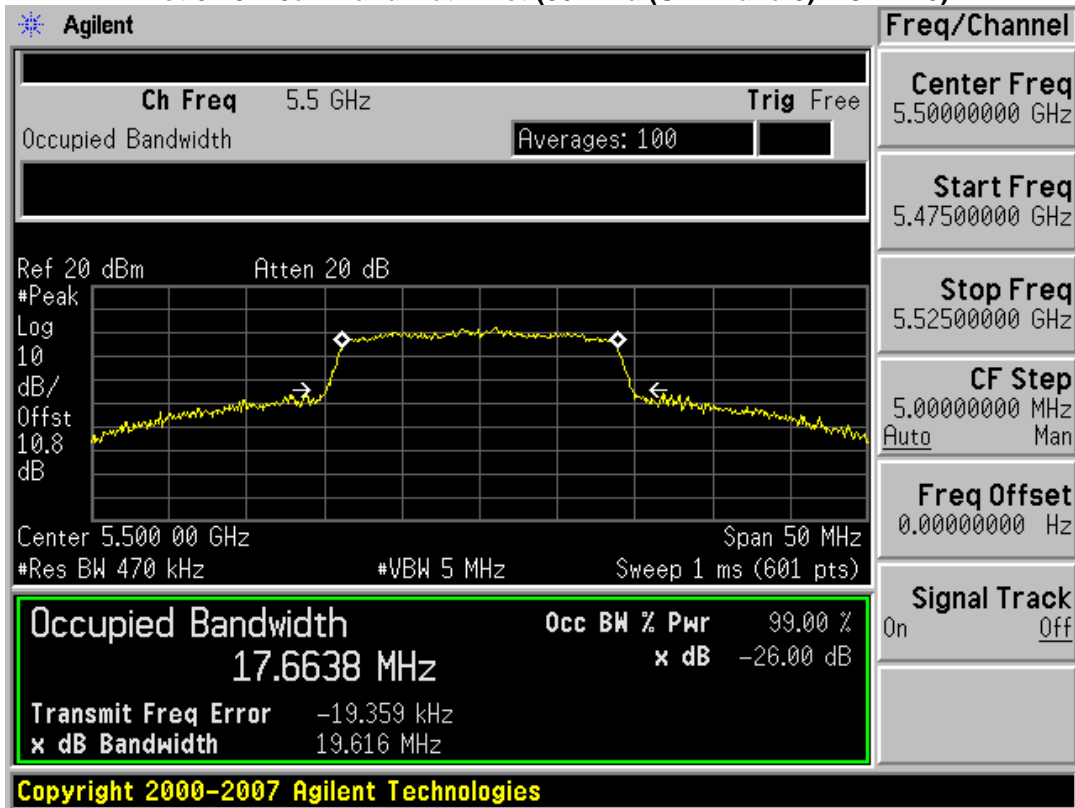 Agilent
Freq/Channel
Ch Freq 5.5 GHz Trig Free
Occupied Bandwidth Averages: 100
Center Freq
5.50000000 GHz
Start Freq
5.47500000 GHz
Stop Freq
5.52500000 GHz
CF Step
5.00000000 MHz
Auto Man
Freq Offset
0.00000000 Hz
Signal Track
On Off
Ref 20 dBm Atten 20 dB
#Peak
Log
10
dB/
Offst
10.8
dB
Center 5.500 00 GHz Span 50 MHz
#Res BW 470 kHz #VBW 5 MHz Sweep 1 ms (601 pts)
Occupied Bandwidth
17.6638 MHz
Occ BW % Pwr 99.00 %
x dB -26.00 dB
Transmit Freq Error -19.359 kHz
x dB Bandwidth 19.616 MHz
Copyright 2000-2007 Agilent Technologies